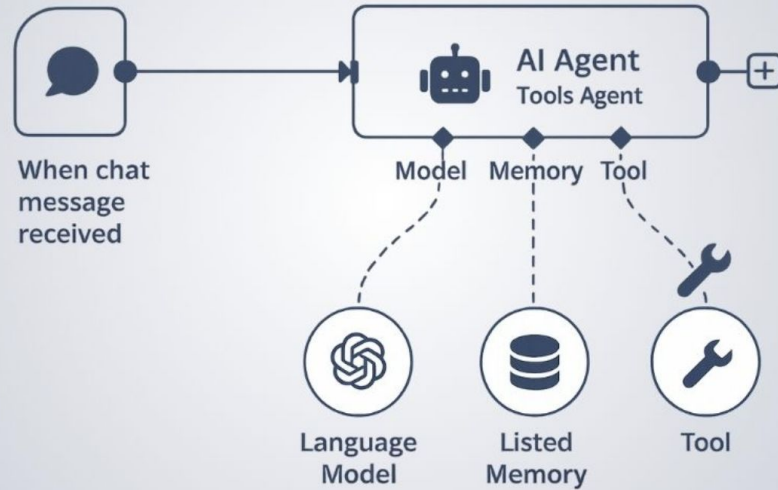 AI Agent
Tools Agent
When chat
message
received
Model Memory Tool
Language
Model
Listed
Memory
Tool